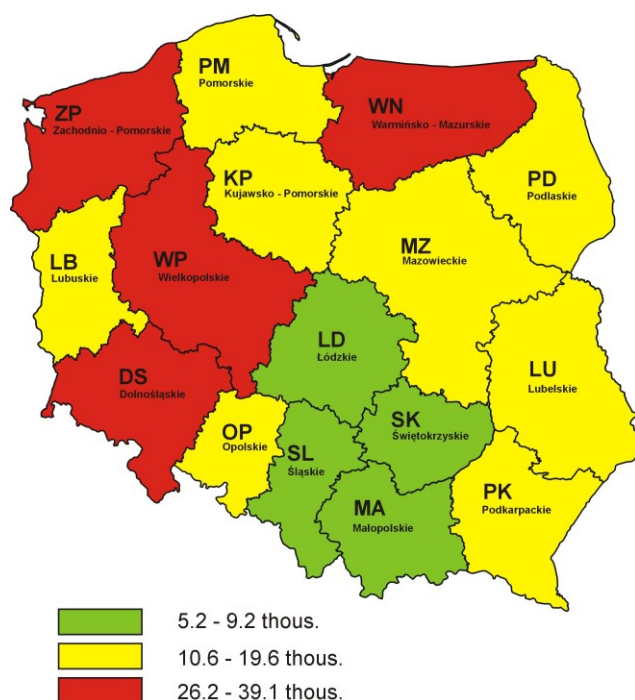 PM
Pomorskie
ZP
Zachodnio - Pomorskie
WN
Warmińsko - Mazurskie
KP
Kujawsko - Pomorskie
PD
Podlaskie
MZ
Mazowieckie
LB
Lubuskie
WP
Wielkopolskie
LD
Łódzkie
LU
Lubelskie
DS
Dolnośląskie
SK
Świętokrzyskie
OP
Opolskie
SL
Śląskie
PK
Podkarpackie
MA
Małopolskie
5.2 - 9.2 thous.
10.6 - 19.6 thous.
26.2 - 39.1 thous.